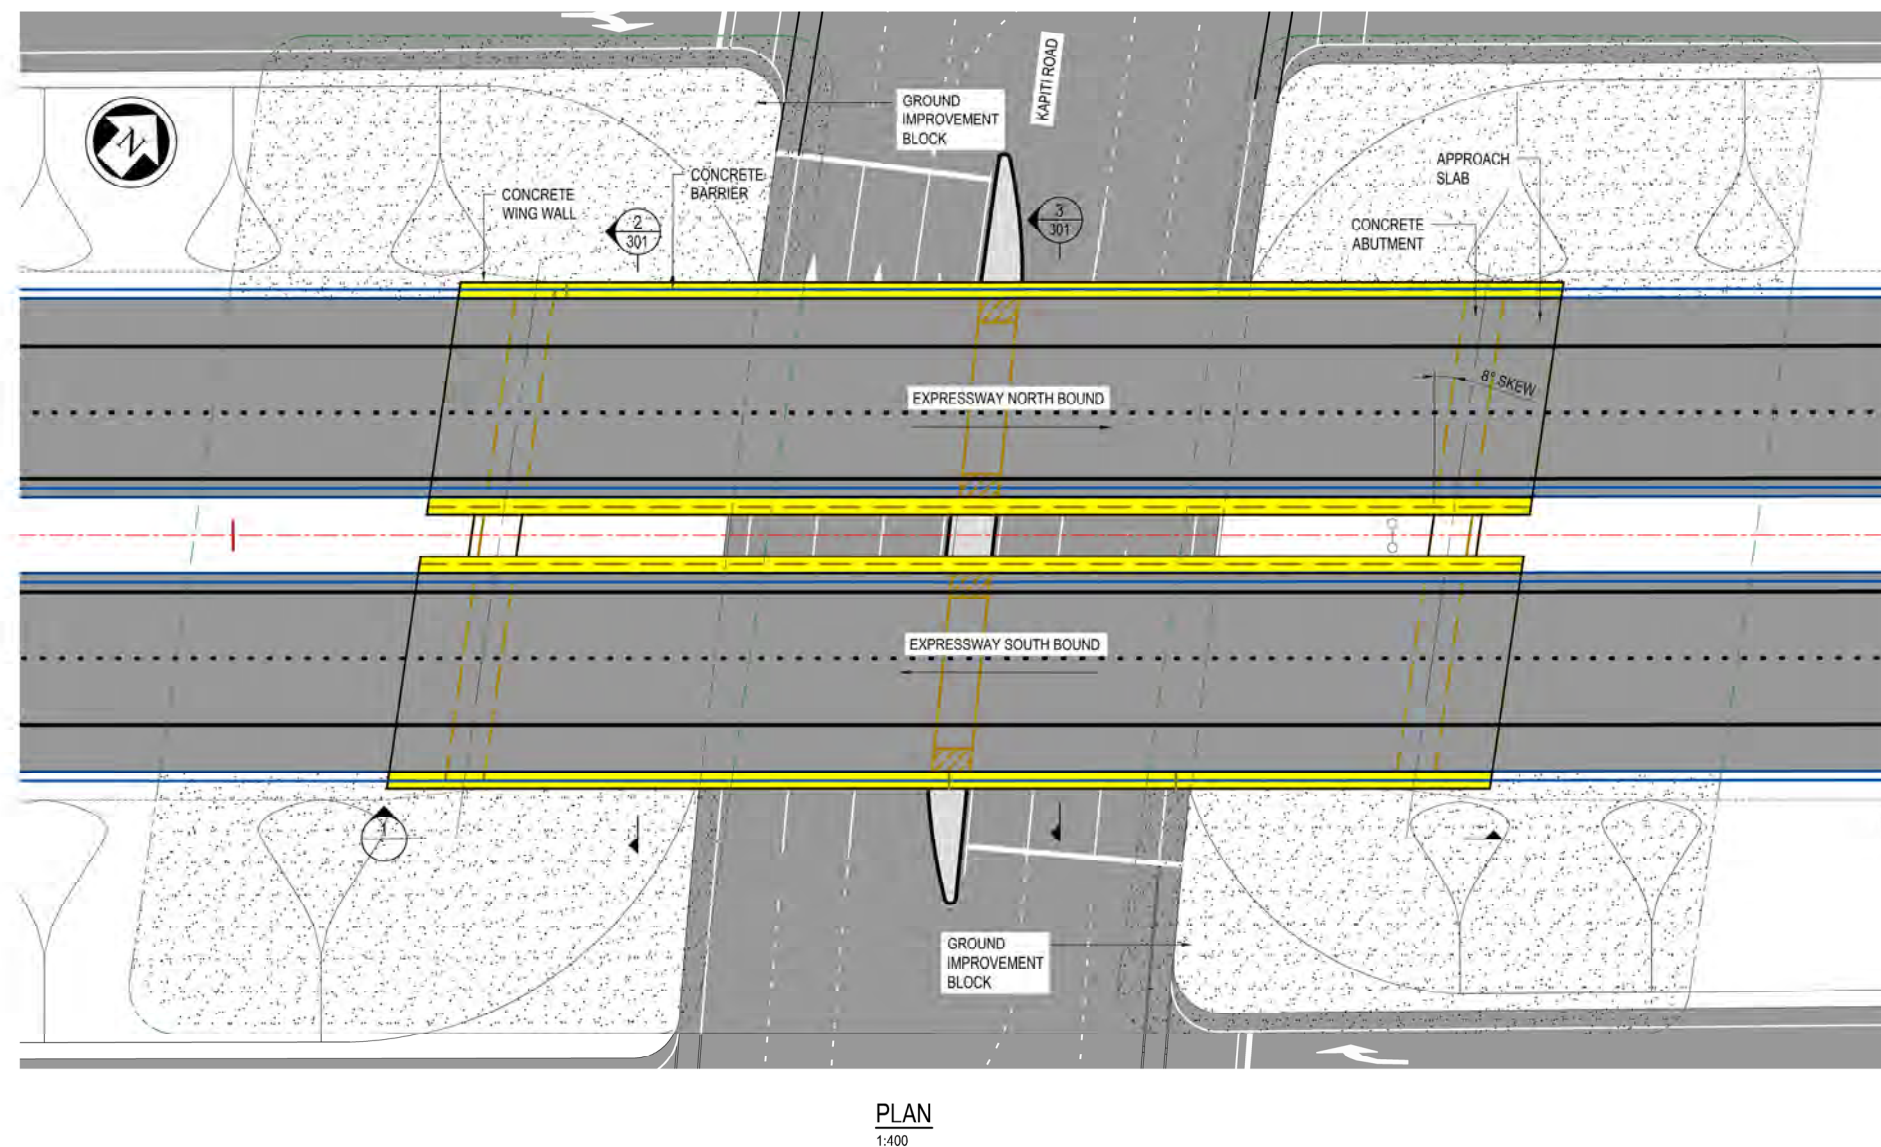 KAPITI ROAD
GROUND
IMPROVEMENT
BLOCK
N
CONCRETE
WING WALL
CONCRETE
BARRIER
2
301
3
301
APPROACH
SLAB
CONCRETE
ABUTMENT
8° SKEW
EXPRESSWAY NORTH BOUND
EXPRESSWAY SOUTH BOUND
1
GROUND
IMPROVEMENT
BLOCK
PLAN
1:400